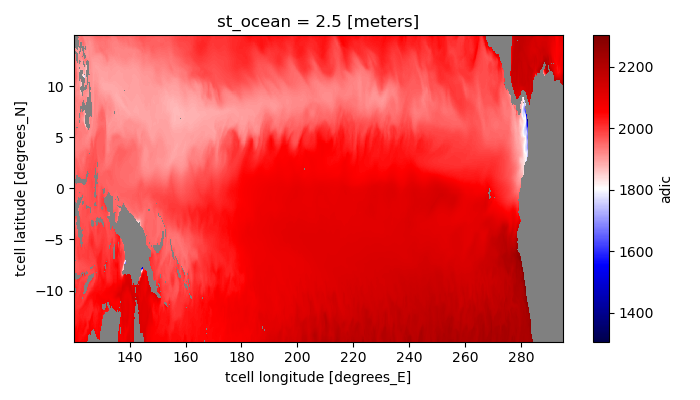 st_ocean = 2.5 [meters]
10
5
0
−5
−10
tcell latitude [degrees_N]
140 160 180 200 220 240 260 280
tcell longitude [degrees_E]
2200
2000
1800
1600
1400
adic